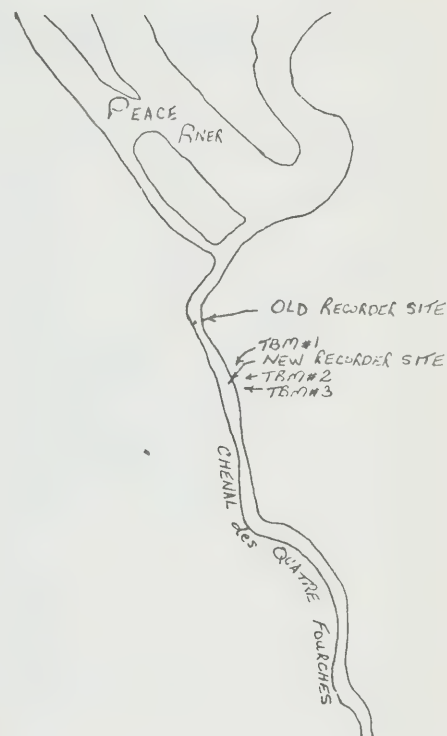 PEACE
RIVER
OLD RECORDER SITE
TBM #1
NEW RECORDER SITE
TBM #2
TBM #3
CHENAL des QUATRE FOURCHES